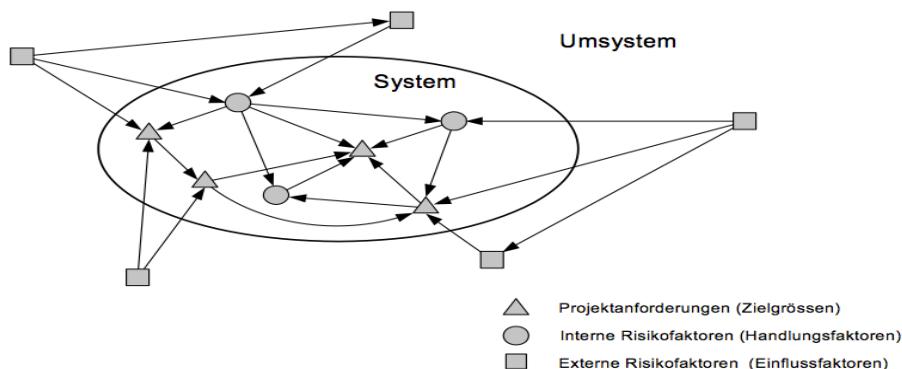 Umsystem
System
Projektanforderungen (Zielgrössen)
Interne Risikofaktoren (Handlungsfaktoren)
Externe Risikofaktoren (Einflussfaktoren)